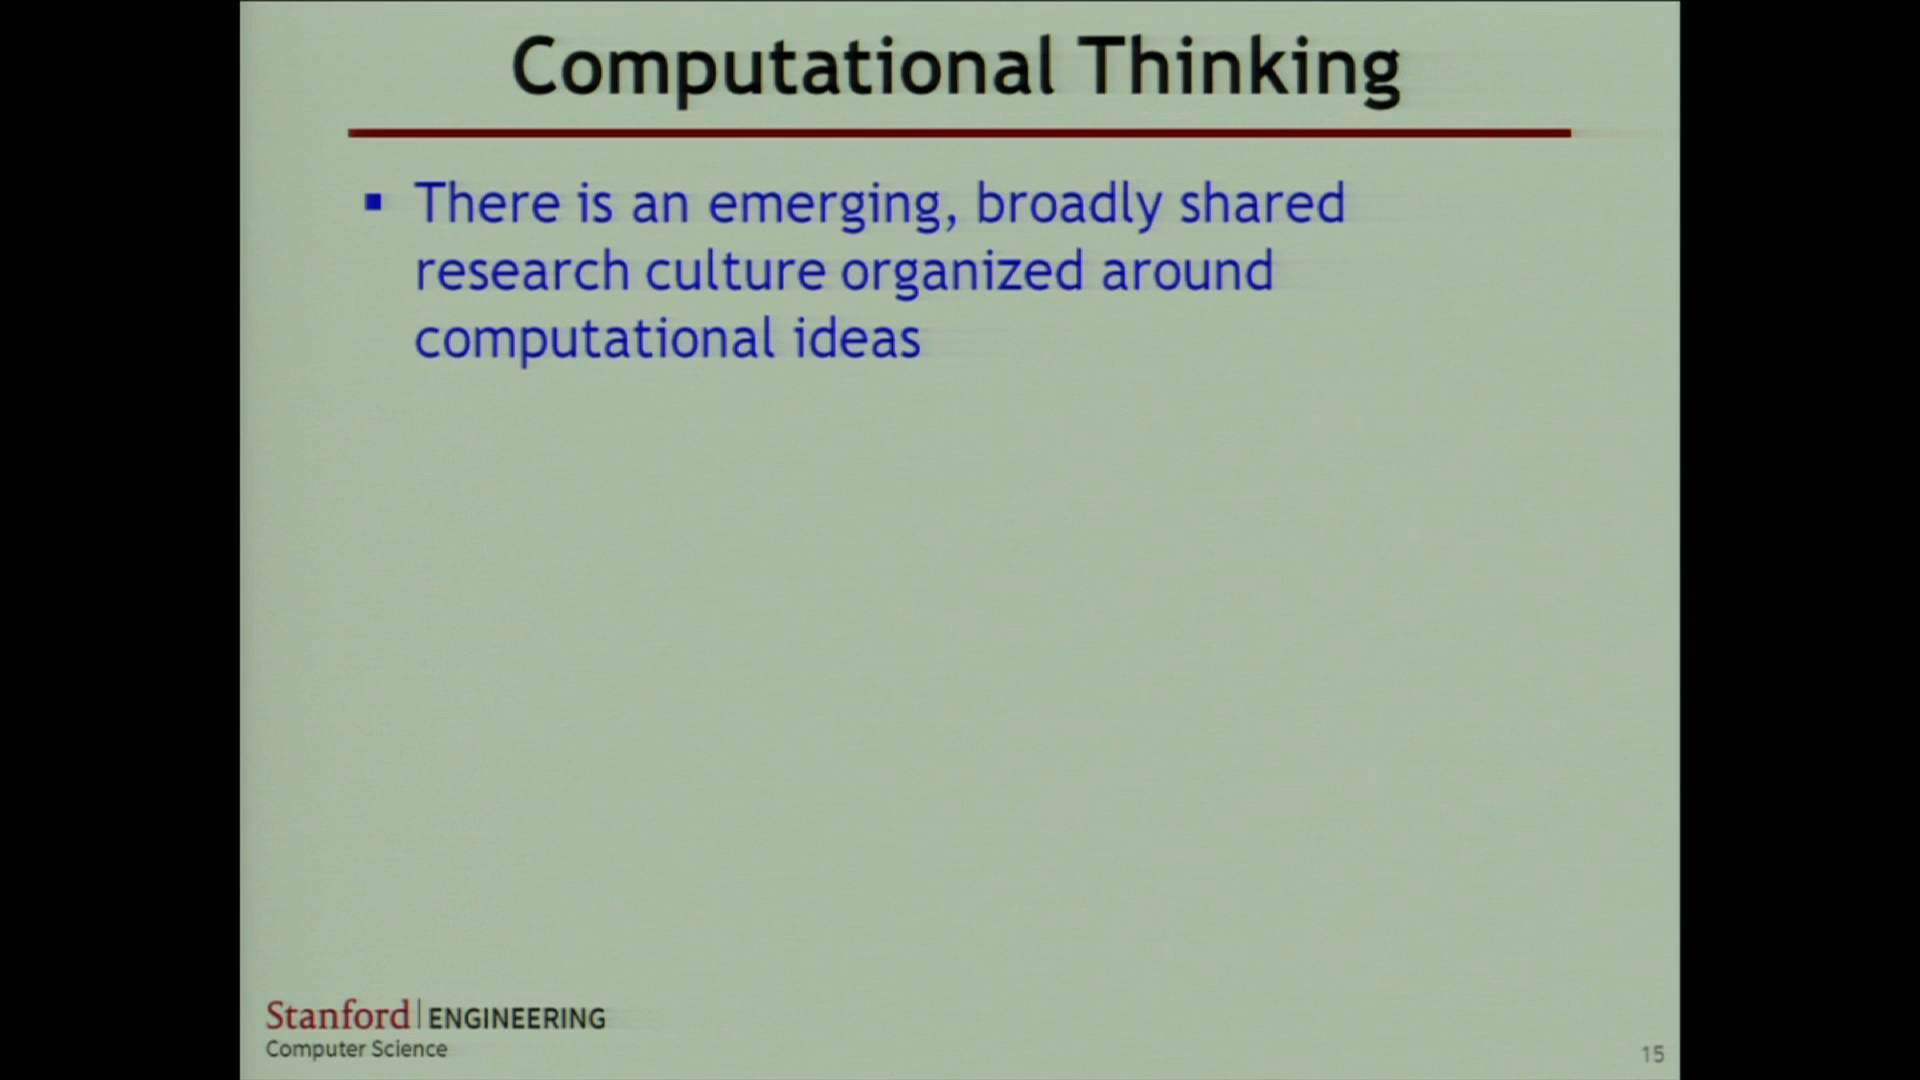 Computational Thinking
▪ There is an emerging, broadly shared
research culture organized around
computational ideas
Stanford | ENGINEERING
Computer Science
15